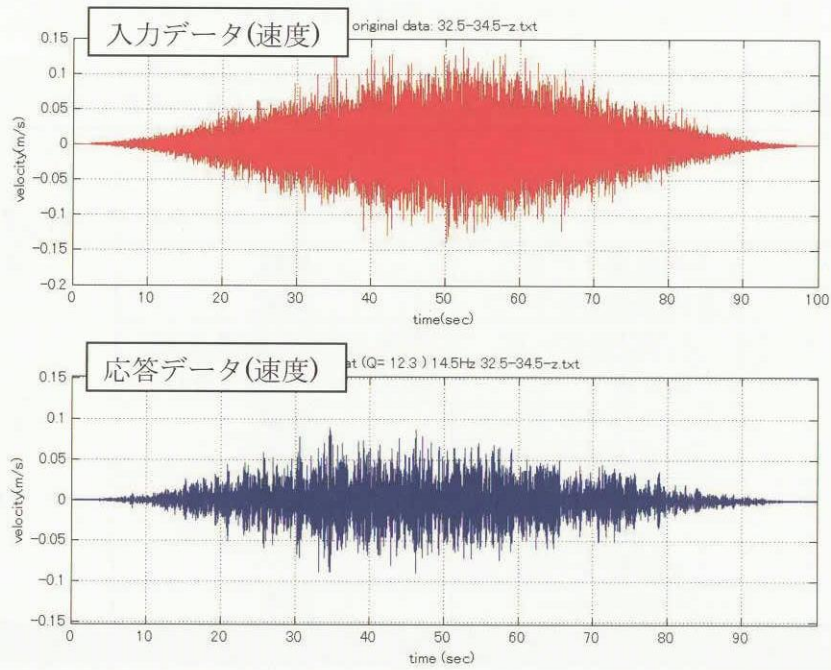 入力データ(速度)
original data: 32.5-34.5-z.txt
0.15
0.1
0.05
0
-0.05
-0.1
-0.15
-0.2
velocity(m/s)
0 10 20 30 40 50 60 70 80 90 100
time(sec)
応答データ(速度)
at (Q= 12.3 ) 14.5Hz 32.5-34.5-z.txt
0.15
0.1
0.05
0
-0.05
-0.1
-0.15
velocity(m/s)
0 10 20 30 40 50 60 70 80 90
time (sec)